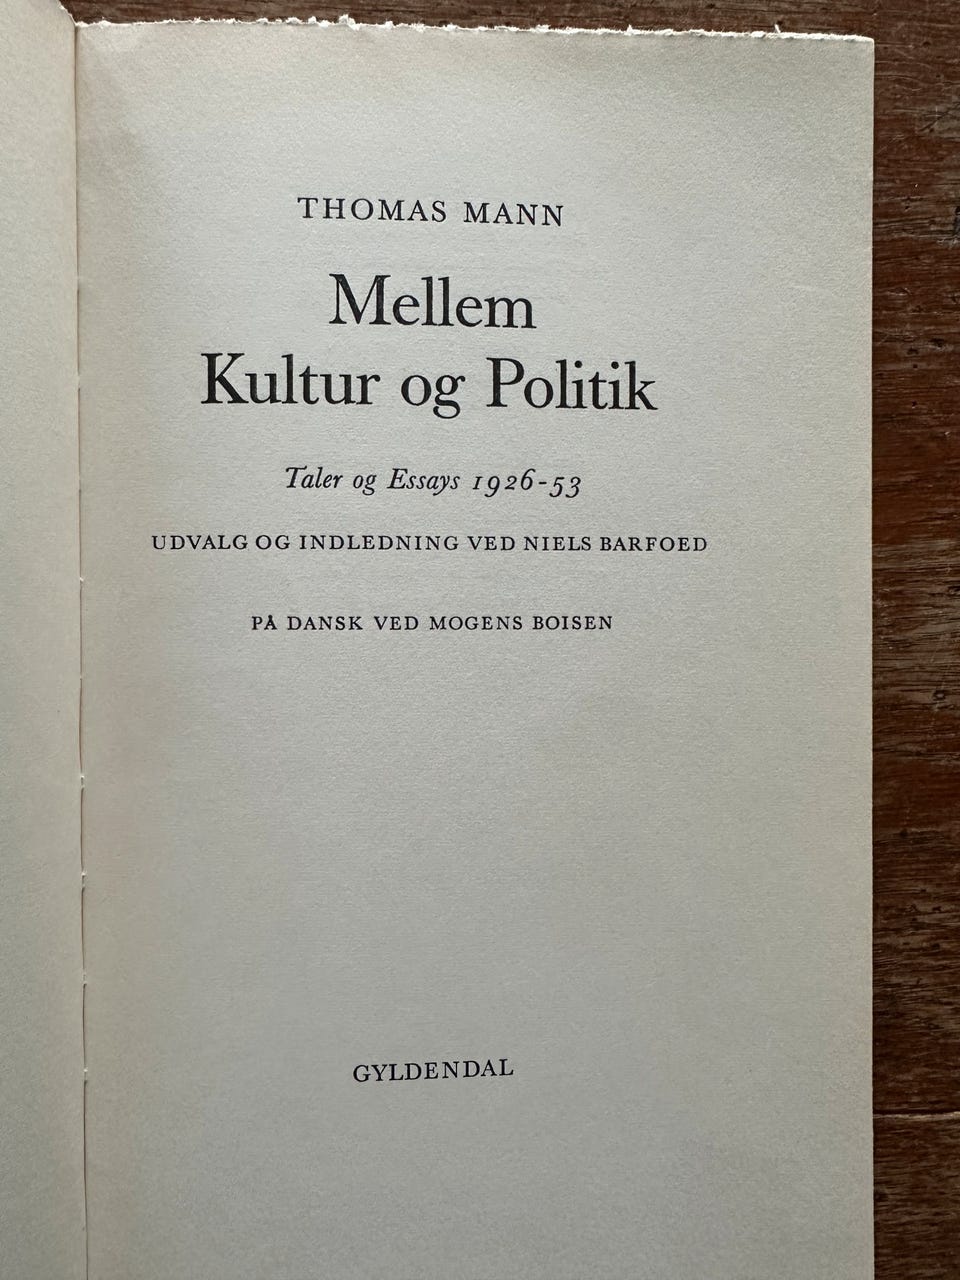 THOMAS MANN
Mellem
Kultur og Politik
Taler og Essays 1926-53
UDVALG OG INDLEDNING VED NIELS BARFOED
PÅ DANSK VED MOGENS BOISEN
GYLDENDAL